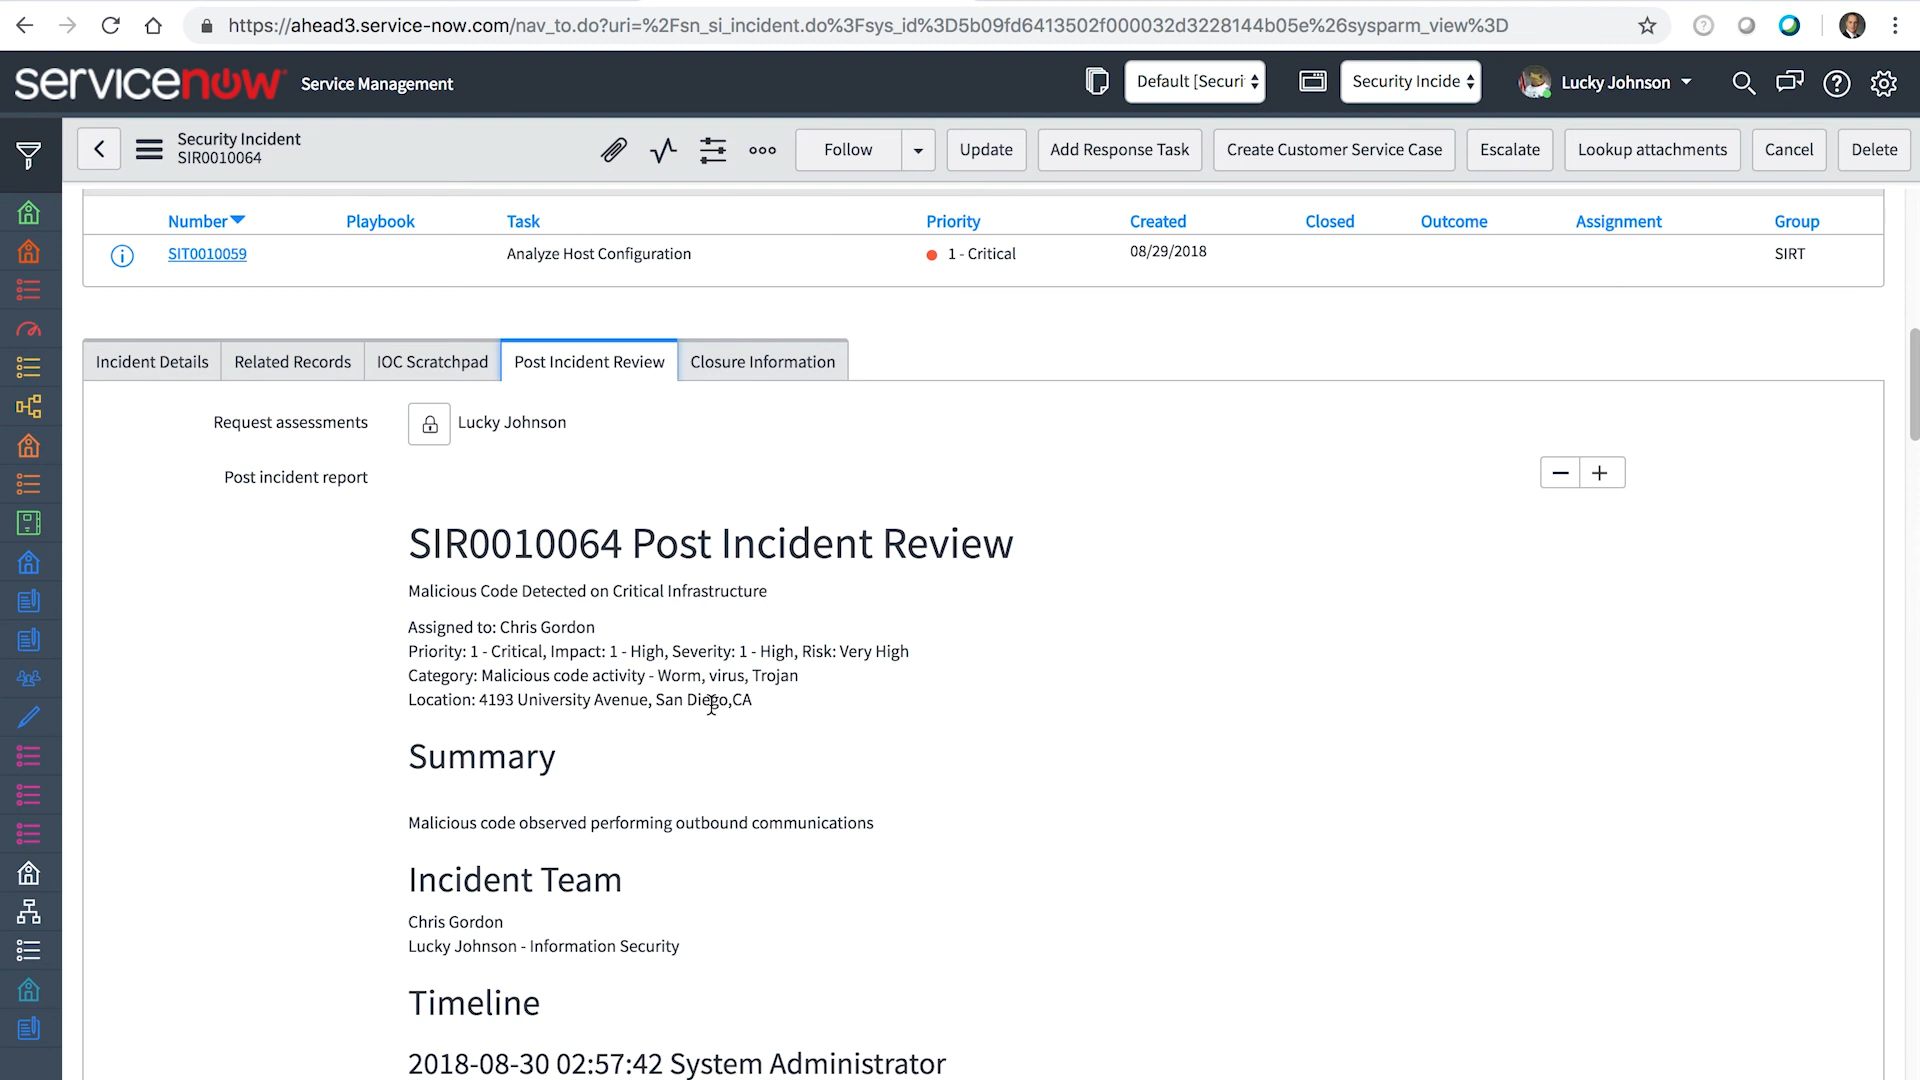 https://ahead3.service-now.com/nav_to.do?uri=%2Fsn_si_incident.do%3Fsys_id%3D5b09fd6413502f000032d3228144b05e%26sysparm_view%3D
servicenow Service Management
Default [Securi
Security Incide
Lucky Johnson
Security Incident
SIR0010064
Follow
Update
Add Response Task
Create Customer Service Case
Escalate
Lookup attachments
Cancel
Delete
Number Playbook Task Priority Created Closed Outcome Assignment Group
SIT0010059 Analyze Host Configuration 1 - Critical 08/29/2018 SIRT
Incident Details Related Records IOC Scratchpad Post Incident Review Closure Information
Request assessments Lucky Johnson
Post incident report
SIR0010064 Post Incident Review
Malicious Code Detected on Critical Infrastructure
Assigned to: Chris Gordon
Priority: 1 - Critical, Impact: 1 - High, Severity: 1 - High, Risk: Very High
Category: Malicious code activity - Worm, virus, Trojan
Location: 4193 University Avenue, San Diego,CA
Summary
Malicious code observed performing outbound communications
Incident Team
Chris Gordon
Lucky Johnson - Information Security
Timeline
2018-08-30 02:57:42 System Administrator